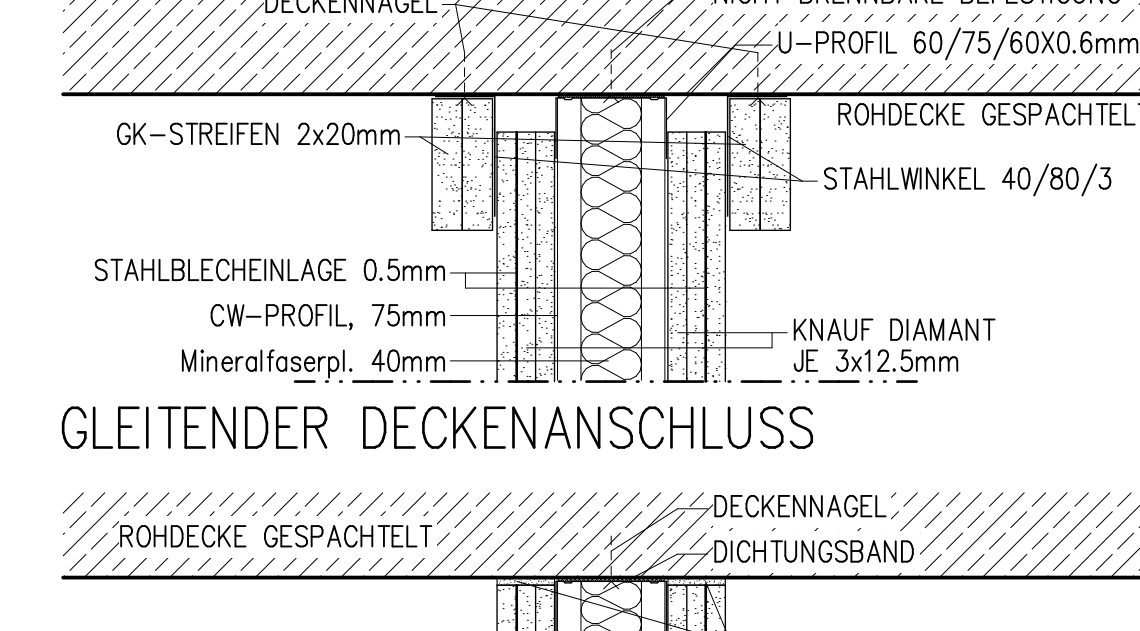 DECKENNAGEL
NICHT BRENNBARE BEFESTIGUNG
U-PROFIL 60/75/60X0.6mm
ROHDECKE GESPACHTELT
GK-STREIFEN 2x20mm
STAHLWINKEL 40/80/3
STAHLBLECHEINLAGE 0.5mm
CW-PROFIL, 75mm
KNAUF DIAMANT
JE 3x12.5mm
Mineralfaserpl. 40mm
GLEITENDER DECKENANSCHLUSS
DECKENNAGEL
ROHDECKE GESPACHTELT
DICHTUNGSBAND